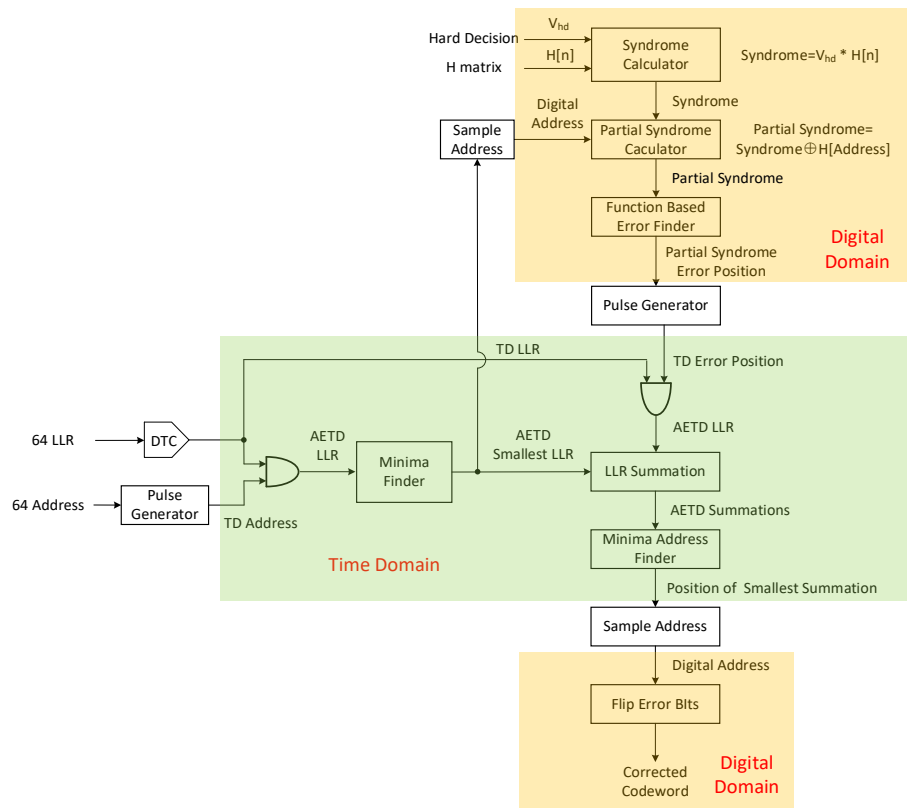 Hard Decision
V_hd
H matrix
H[n]
Syndrome
Calculator
Syndrome=V_hd * H[n]
Syndrome
Digital
Address
Sample
Address
Partial Syndrome
Caculator
Partial Syndrome=
Syndrome⊕H[Address]
Partial Syndrome
Function Based
Error Finder
Digital
Domain
Partial Syndrome
Error Position
Pulse Generator
TD LLR
TD Error Position
64 LLR
DTC
AETD
LLR
Minima
Finder
AETD
Smallest LLR
AETD LLR
LLR Summation
64 Address
Pulse
Generator
TD Address
AETD Summations
Time Domain
Minima Address
Finder
Position of Smallest Summation
Sample Address
Digital Address
Flip Error BIts
Corrected
Codeword
Digital
Domain